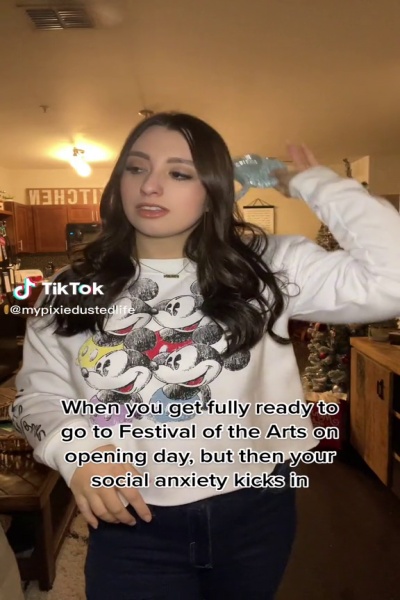 KITCHEN
TikTok
@mypixiedustedlife
When you get fully ready to
go to Festival of the Arts on
opening day, but then your
social anxiety kicks in